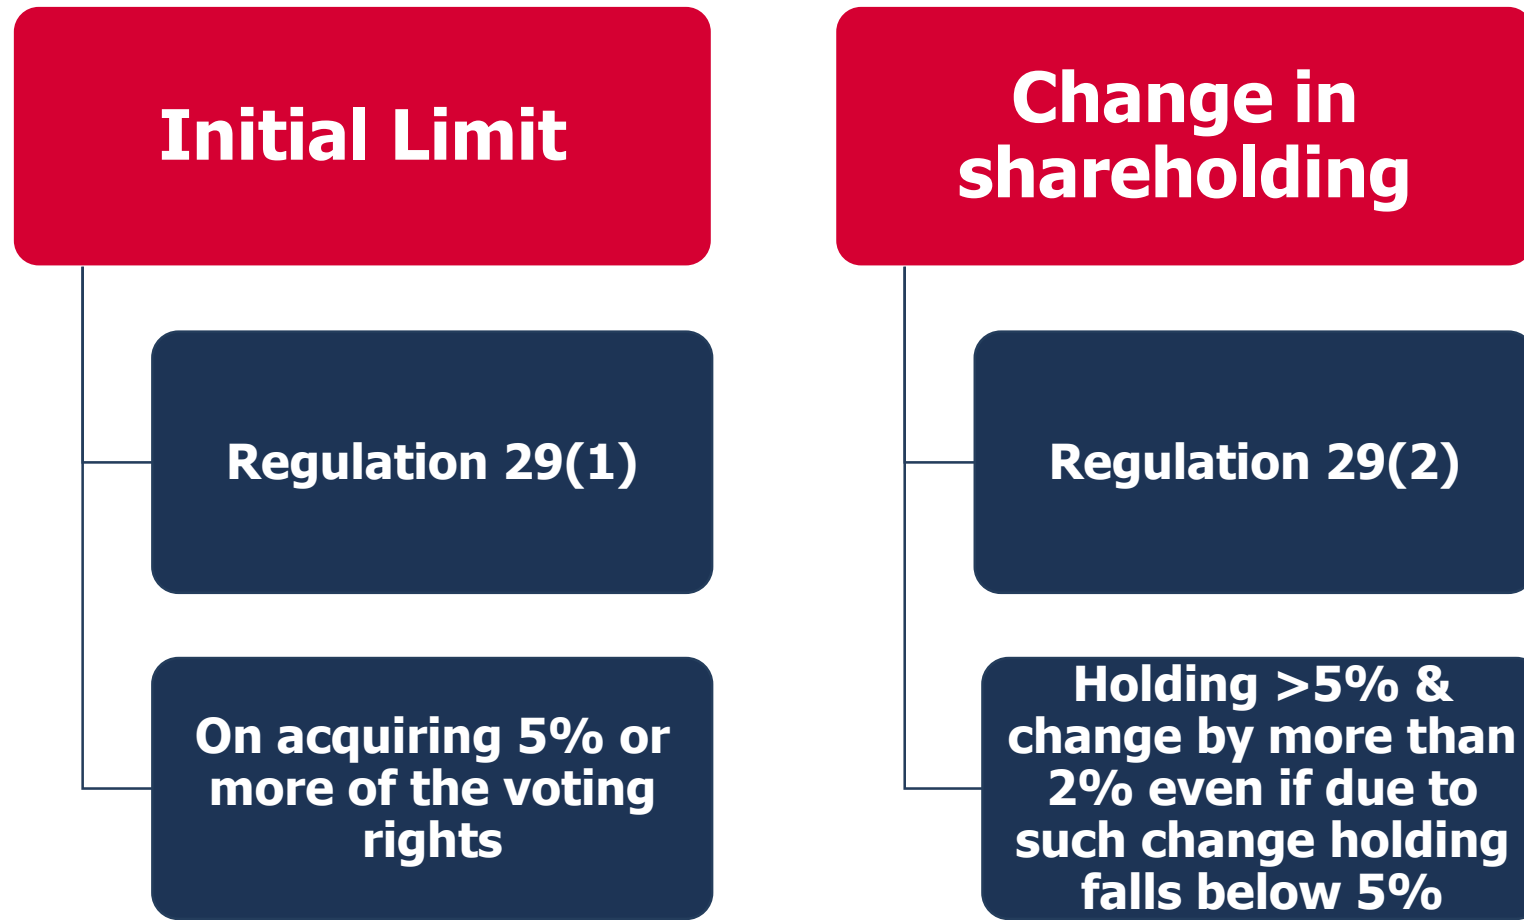 Initial Limit
Regulation 29(1)
On acquiring 5% or
more of the voting
rights
Change in
shareholding
Regulation 29(2)
Holding >5% &
change by more than
2% even if due to
such change holding
falls below 5%